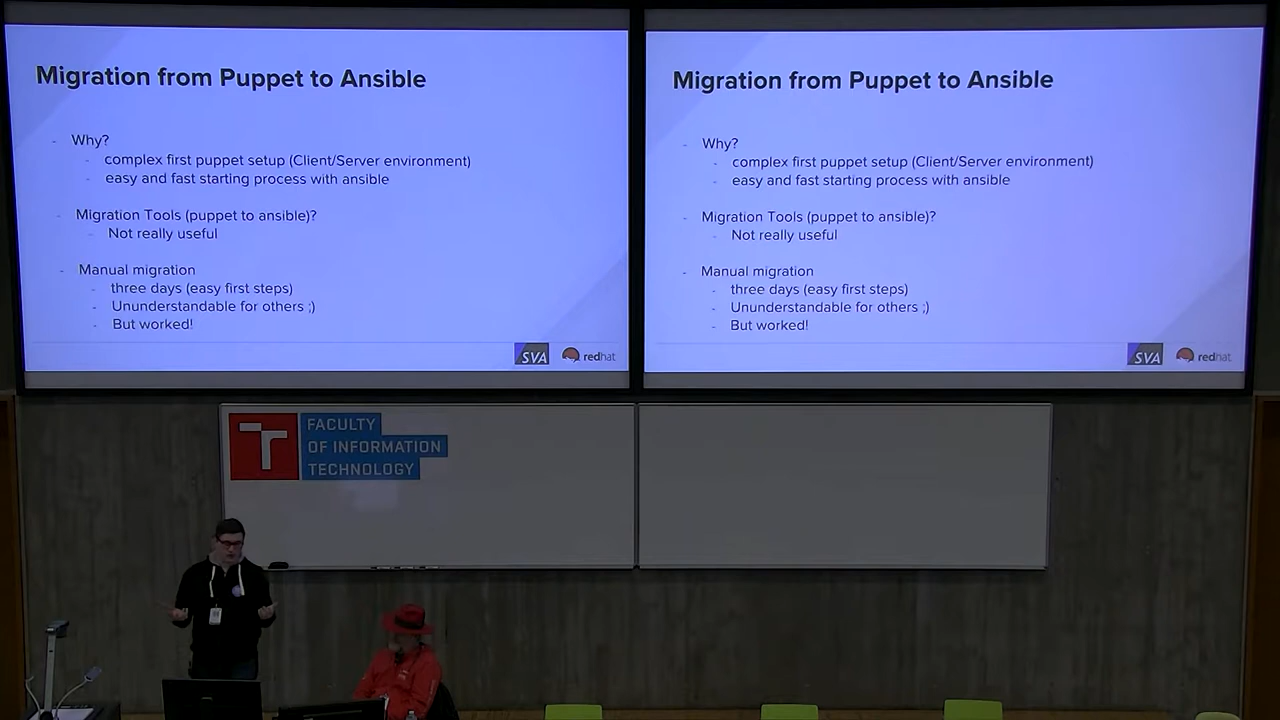 Migration from Puppet to Ansible
- Why?
- complex first puppet setup (Client/Server environment)
- easy and fast starting process with ansible
- Migration Tools (puppet to ansible)?
- Not really useful
- Manual migration
- three days (easy first steps)
- Ununderstandable for others ;)
- But worked!
SVA redhat
Migration from Puppet to Ansible
- Why?
- complex first puppet setup (Client/Server environment)
- easy and fast starting process with ansible
- Migration Tools (puppet to ansible)?
- Not really useful
- Manual migration
- three days (easy first steps)
- Ununderstandable for others ;)
- But worked!
SVA redhat
FACULTY
OF INFORMATION
TECHNOLOGY